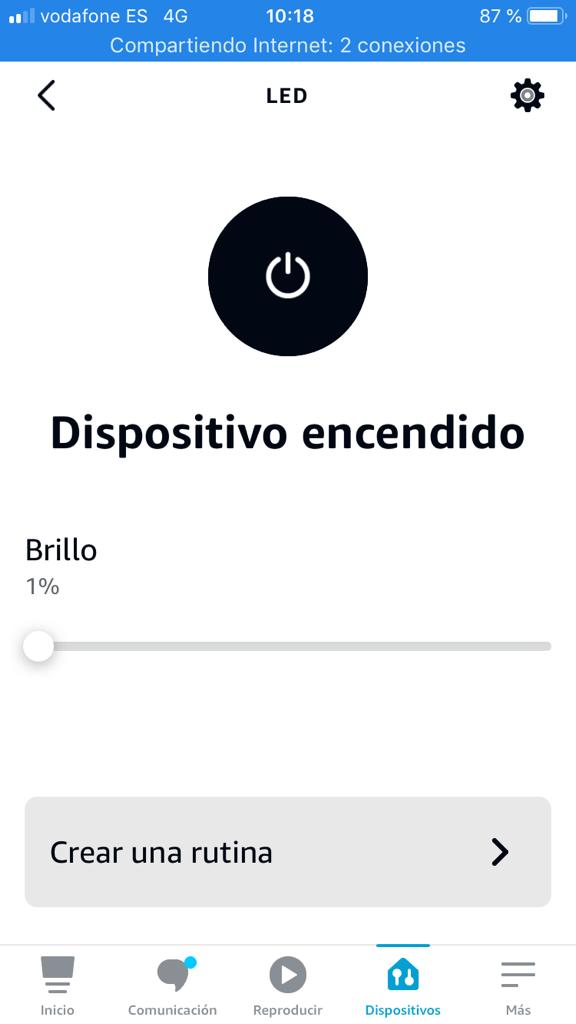 vodafone ES 4G 10:18 87 %
Compartiendo Internet: 2 conexiones
LED
Dispositivo encendido
Brillo
1%
Crear una rutina
Inicio Comunicación Reproducir Dispositivos Más